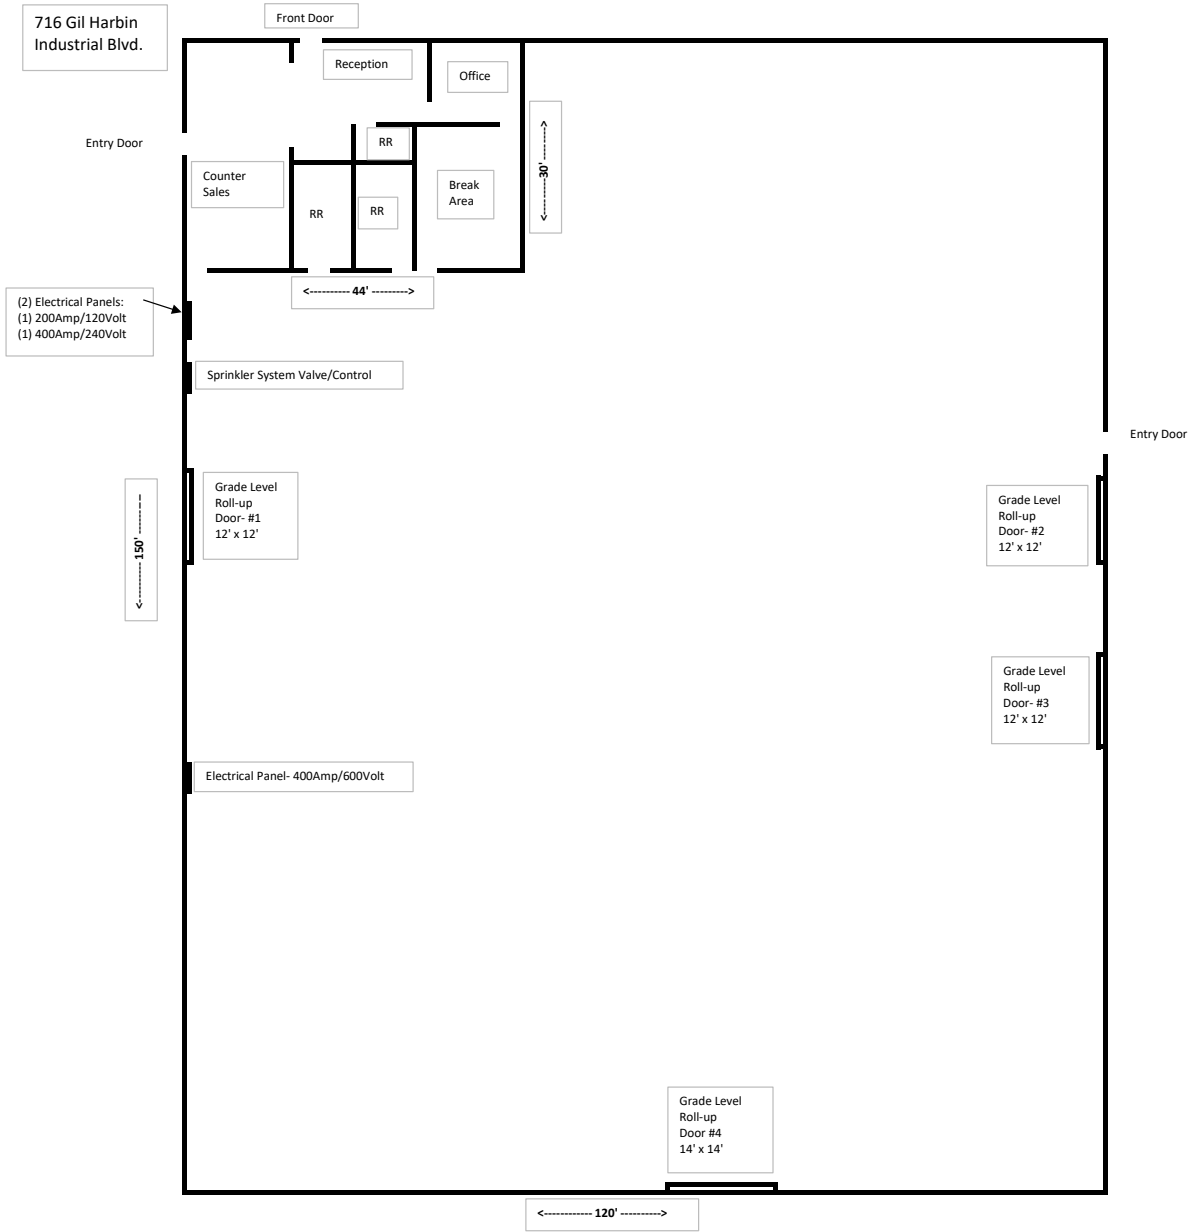 716 Gil Harbin
Industrial Blvd.
Front Door
Reception
Office
Entry Door
RR
<-------30'------->
Counter
Sales
Break
Area
RR
RR
<---------- 44' --------->
(2) Electrical Panels:
(1) 200Amp/120Volt
(1) 400Amp/240Volt
Sprinkler System Valve/Control
Entry Door
Grade Level
Roll-up
Door- #1
12' x 12'
Grade Level
Roll-up
Door- #2
12' x 12'
<---------- 150' ----------
Grade Level
Roll-up
Door- #3
12' x 12'
Electrical Panel- 400Amp/600Volt
Grade Level
Roll-up
Door #4
14' x 14'
<------------ 120' ---------->